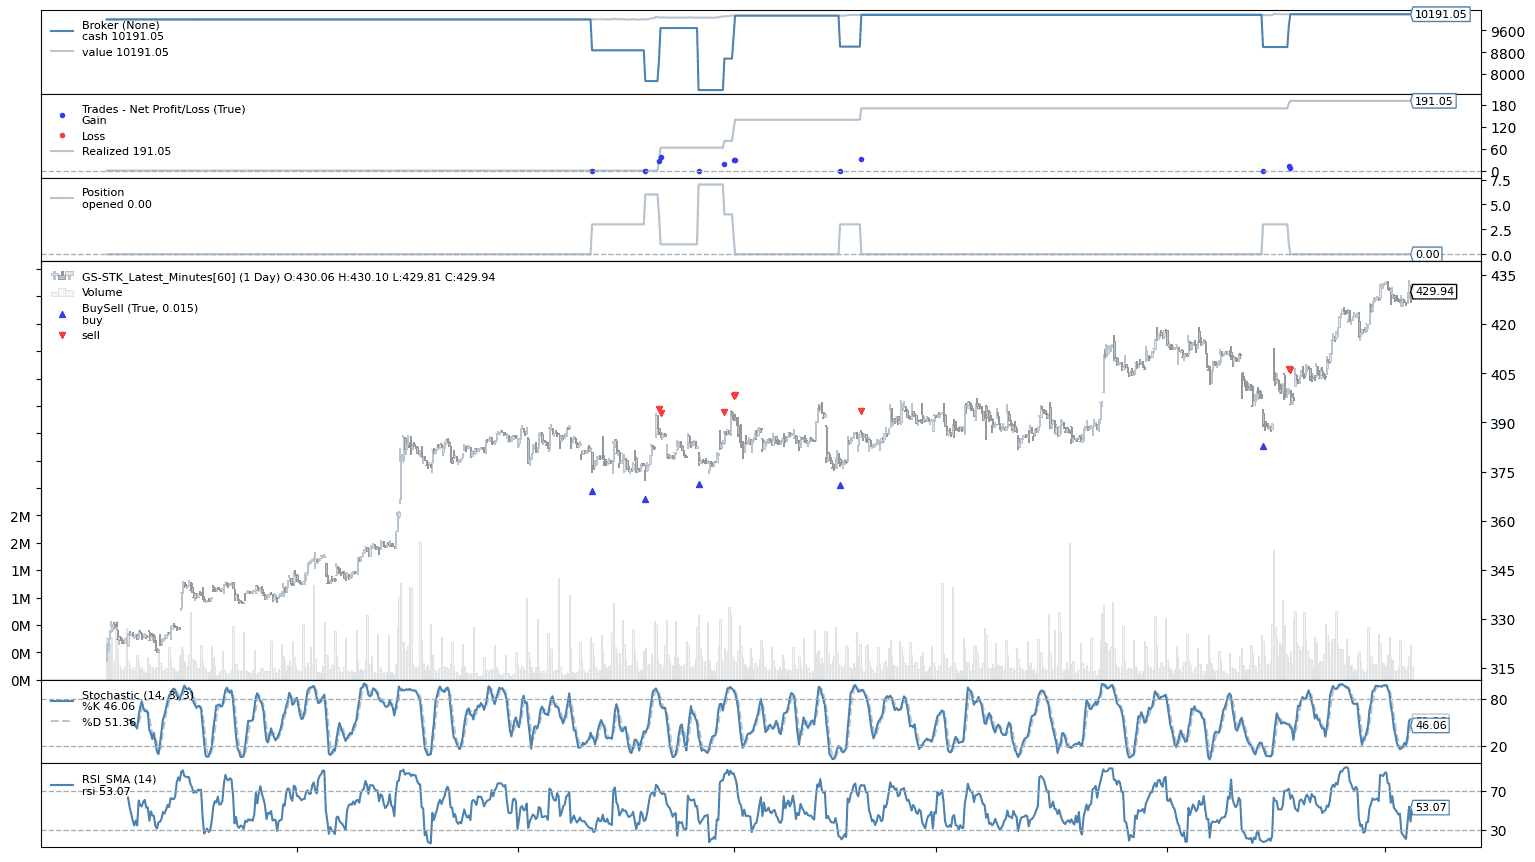 Broker (None)
cash 10191.05
value 10191.05
10191.05
9600
8800
8000
Trades - Net Profit/Loss (True)
Gain
Loss
Realized 191.05
191.05
180
120
60
0
Position
opened 0.00
7.5
5.0
2.5
0.0
0.00
GS-STK_Latest_Minutes[60] (1 Day) O:430.06 H:430.10 L:429.81 C:429.94
Volume
BuySell (True, 0.015)
buy
sell
429.94
435
420
405
390
375
360
345
330
315
2M
2M
1M
1M
0M
0M
0M
Stochastic (14, 3, 3)
%K 46.06
%D 51.36
80
46.06
20
RSI_SMA (14)
rsi 53.07
70
53.07
30